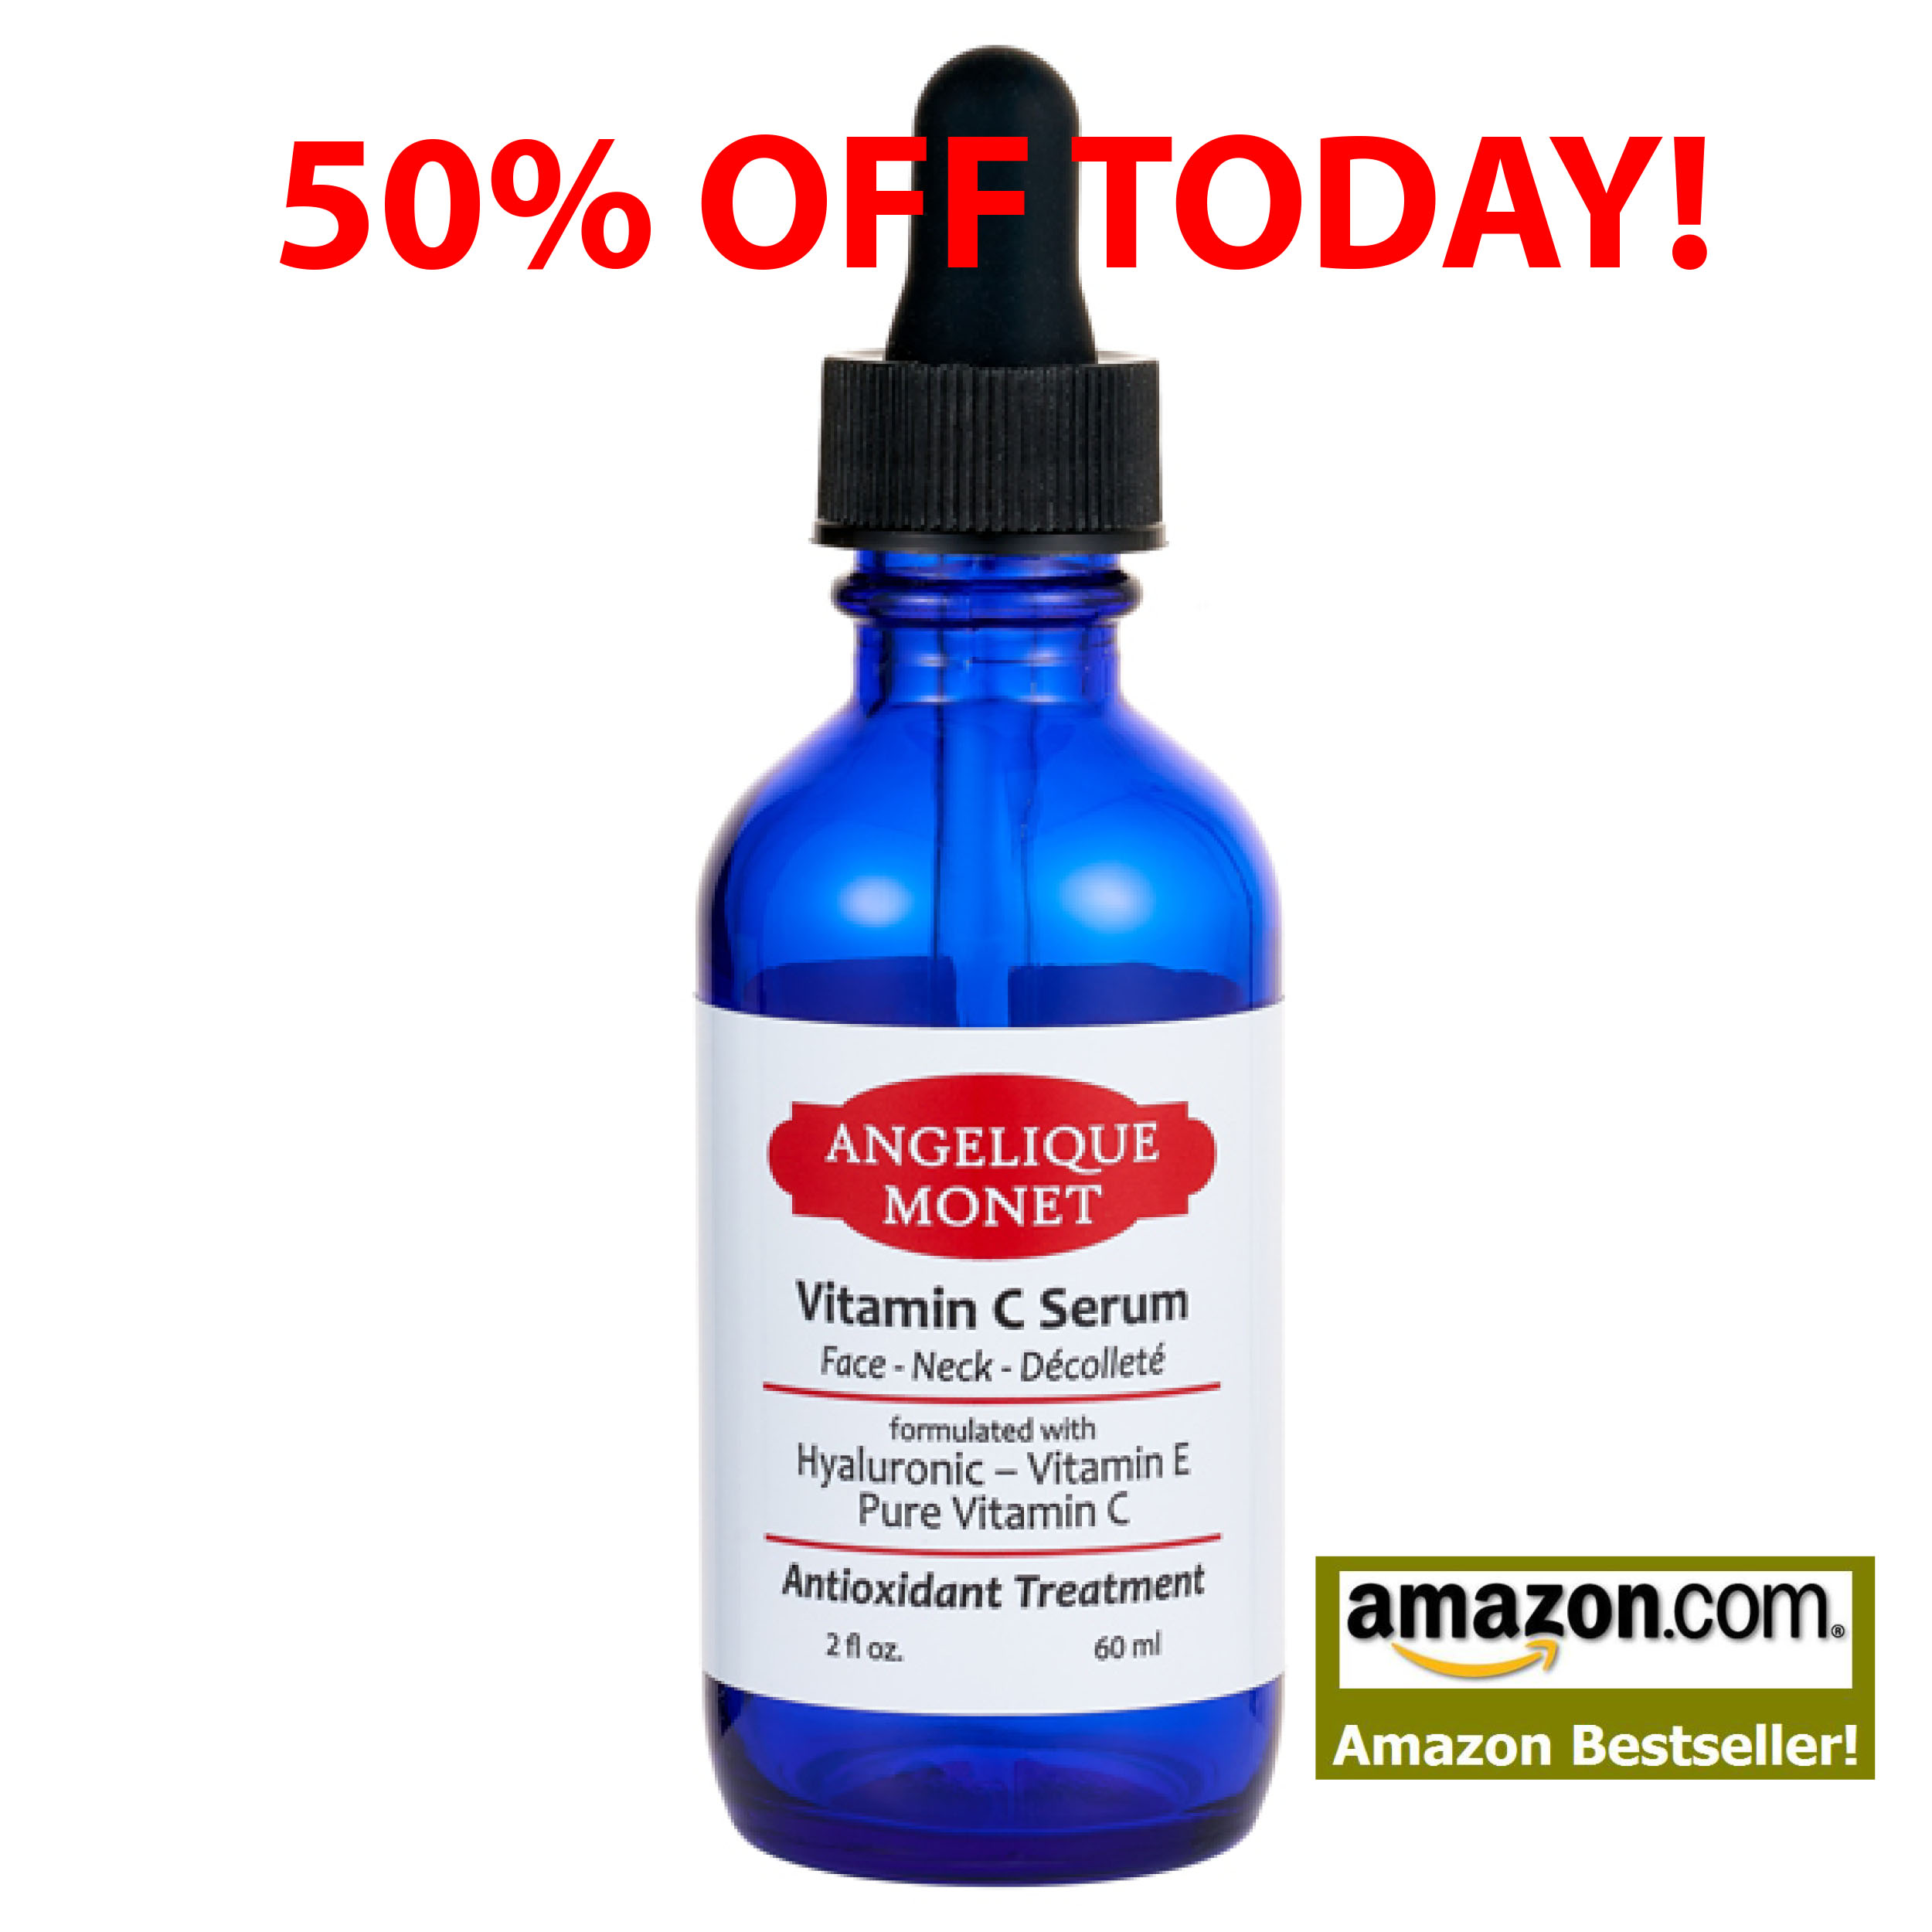 50% OFF TODAY!
ANGELIQUE
MONET
Vitamin C Serum
Face - Neck - Décolleté
formulated with
Hyaluronic – Vitamin E
Pure Vitamin C
Antioxidant Treatment
2 fl oz. 60 ml
amazon.com®
Amazon Bestseller!